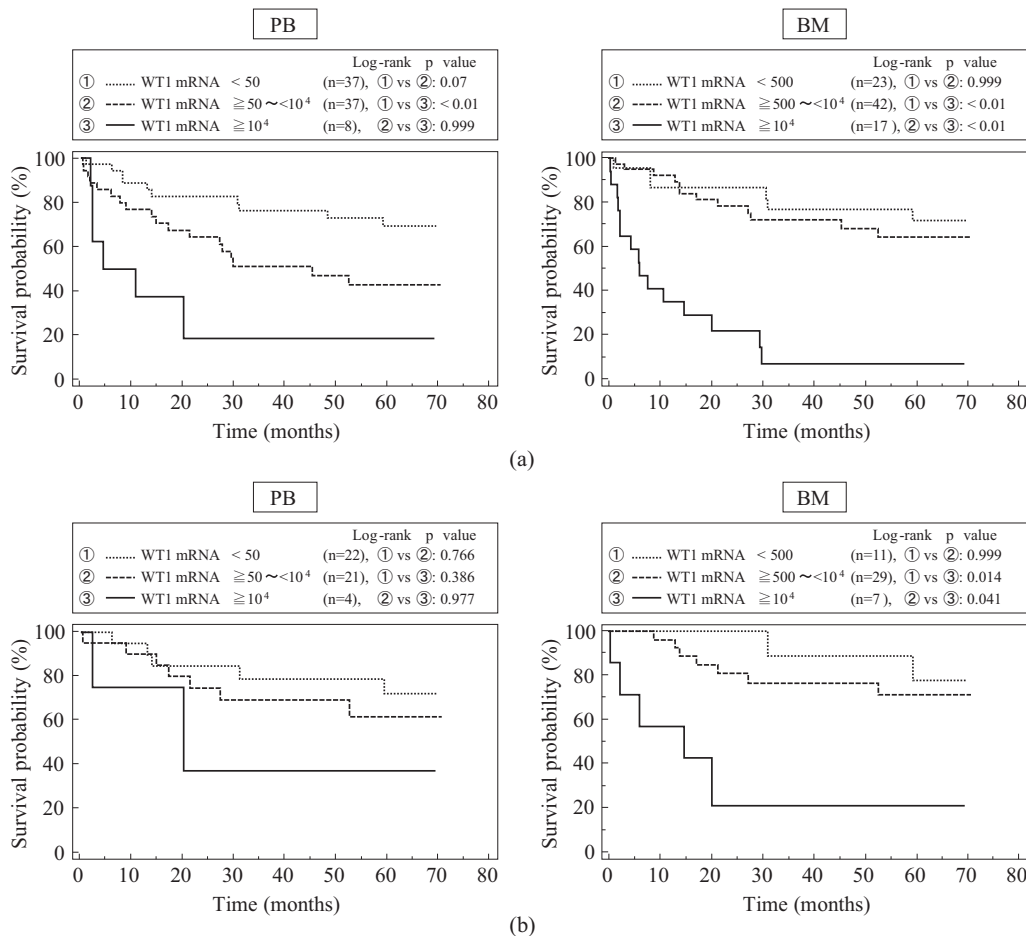 PB
Log-rank p value
① WT1 mRNA < 50 (n=37), ① vs ②: 0.07
② WT1 mRNA ≧50～<10⁴ (n=37), ① vs ③: <0.01
③ WT1 mRNA ≧10⁴ (n=8), ② vs ③: 0.999
100
80
60
40
20
0
Survival probability (%)
0 10 20 30 40 50 60 70 80
Time (months)
BM
Log-rank p value
① WT1 mRNA < 500 (n=23), ① vs ②: 0.999
② WT1 mRNA ≧500～<10⁴ (n=42), ① vs ③: <0.01
③ WT1 mRNA ≧10⁴ (n=17 ), ② vs ③: <0.01
100
80
60
40
20
0
Survival probability (%)
0 10 20 30 40 50 60 70 80
Time (months)
(a)
PB
Log-rank p value
① WT1 mRNA < 50 (n=22), ① vs ②: 0.766
② WT1 mRNA ≧50～<10⁴ (n=21), ① vs ③: 0.386
③ WT1 mRNA ≧10⁴ (n=4), ② vs ③: 0.977
100
80
60
40
20
0
Survival probability (%)
0 10 20 30 40 50 60 70 80
Time (months)
BM
Log-rank p value
① WT1 mRNA < 500 (n=11), ① vs ②: 0.999
② WT1 mRNA ≧500～<10⁴ (n=29), ① vs ③: 0.014
③ WT1 mRNA ≧10⁴ (n=7 ), ② vs ③: 0.041
100
80
60
40
20
0
Survival probability (%)
0 10 20 30 40 50 60 70 80
Time (months)
(b)